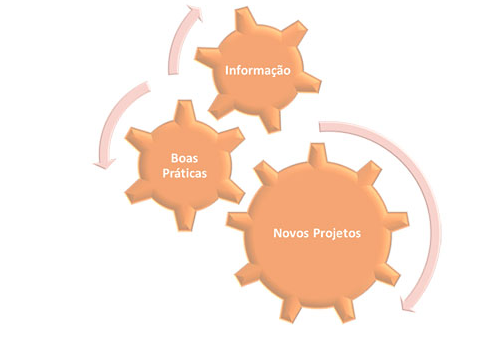 Informação
Boas
Práticas
Novos Projetos